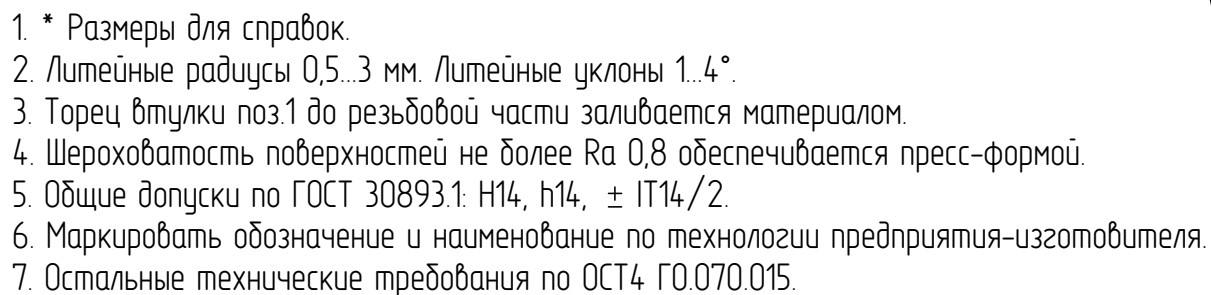 1. * Размеры для справок.
2. Литейные радиусы 0,5...3 мм. Литейные уклоны 1...4°.
3. Торец втулки поз.1 до резьбовой части заливается материалом.
4. Шероховатость поверхностей не более Ra 0,8 обеспечивается пресс-формой.
5. Общие допуски по ГОСТ 30893.1: H14, h14, ± IT14/2.
6. Маркировать обозначение и наименование по технологии предприятия-изготовителя.
7. Остальные технические требования по ОСТ4 ГО.070.015.